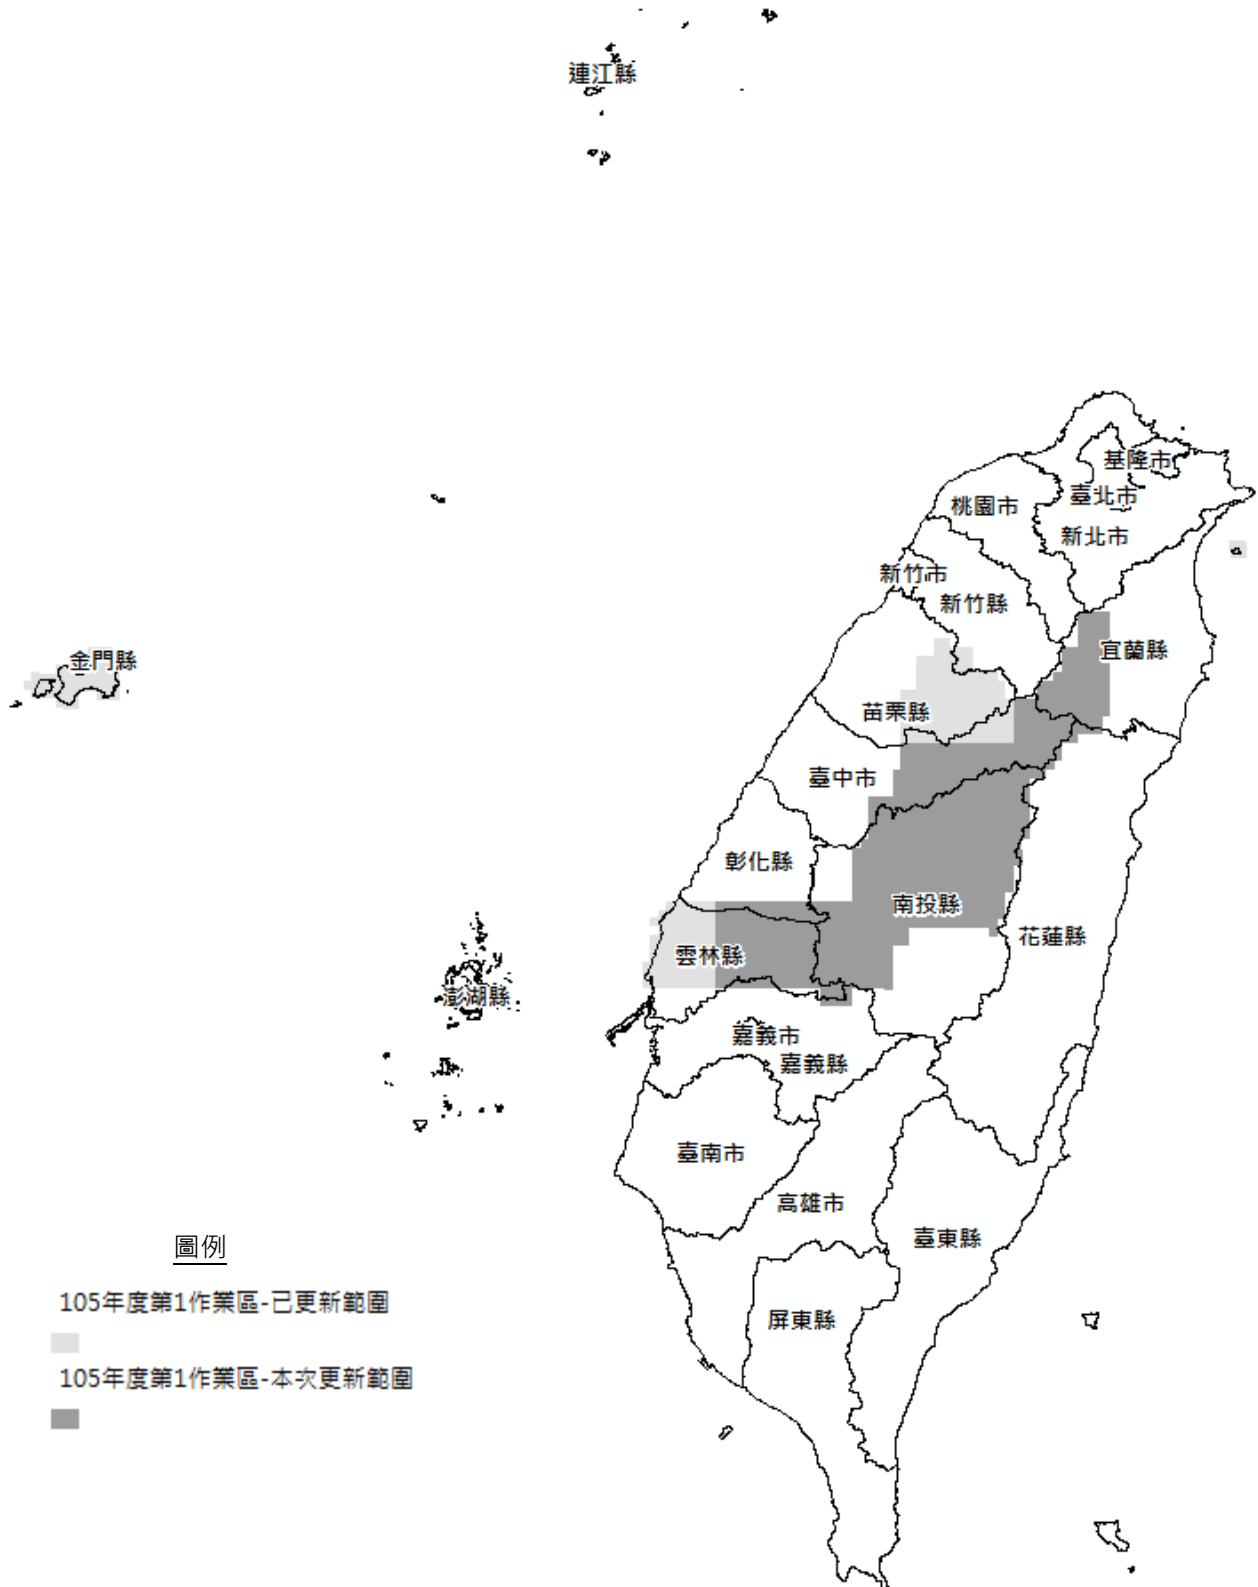 連江縣
基隆市
臺北市
桃園市
新北市
新竹市
新竹縣
宜蘭縣
金門縣
苗栗縣
臺中市
彰化縣
南投縣
花蓮縣
雲林縣
澎湖縣
嘉義市
嘉義縣
臺南市
高雄市
臺東縣
屏東縣
圖例
105年度第1作業區-已更新範圍
105年度第1作業區-本次更新範圍